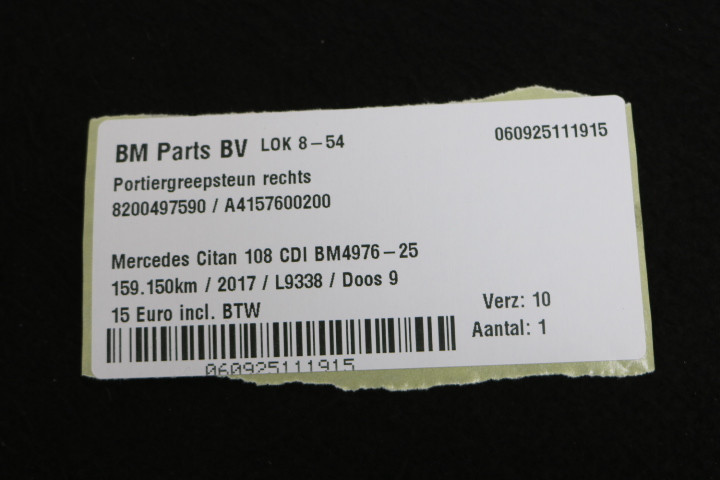 BM Parts BV LOK 8-54 060925111915
Portiergreepsteun rechts
8200497590 / A4157600200
Mercedes Citan 108 CDI BM4976-25
159.150km / 2017 / L9338 / Doos 9
15 Euro incl. BTW Verz: 10
Aantal: 1
060925111915